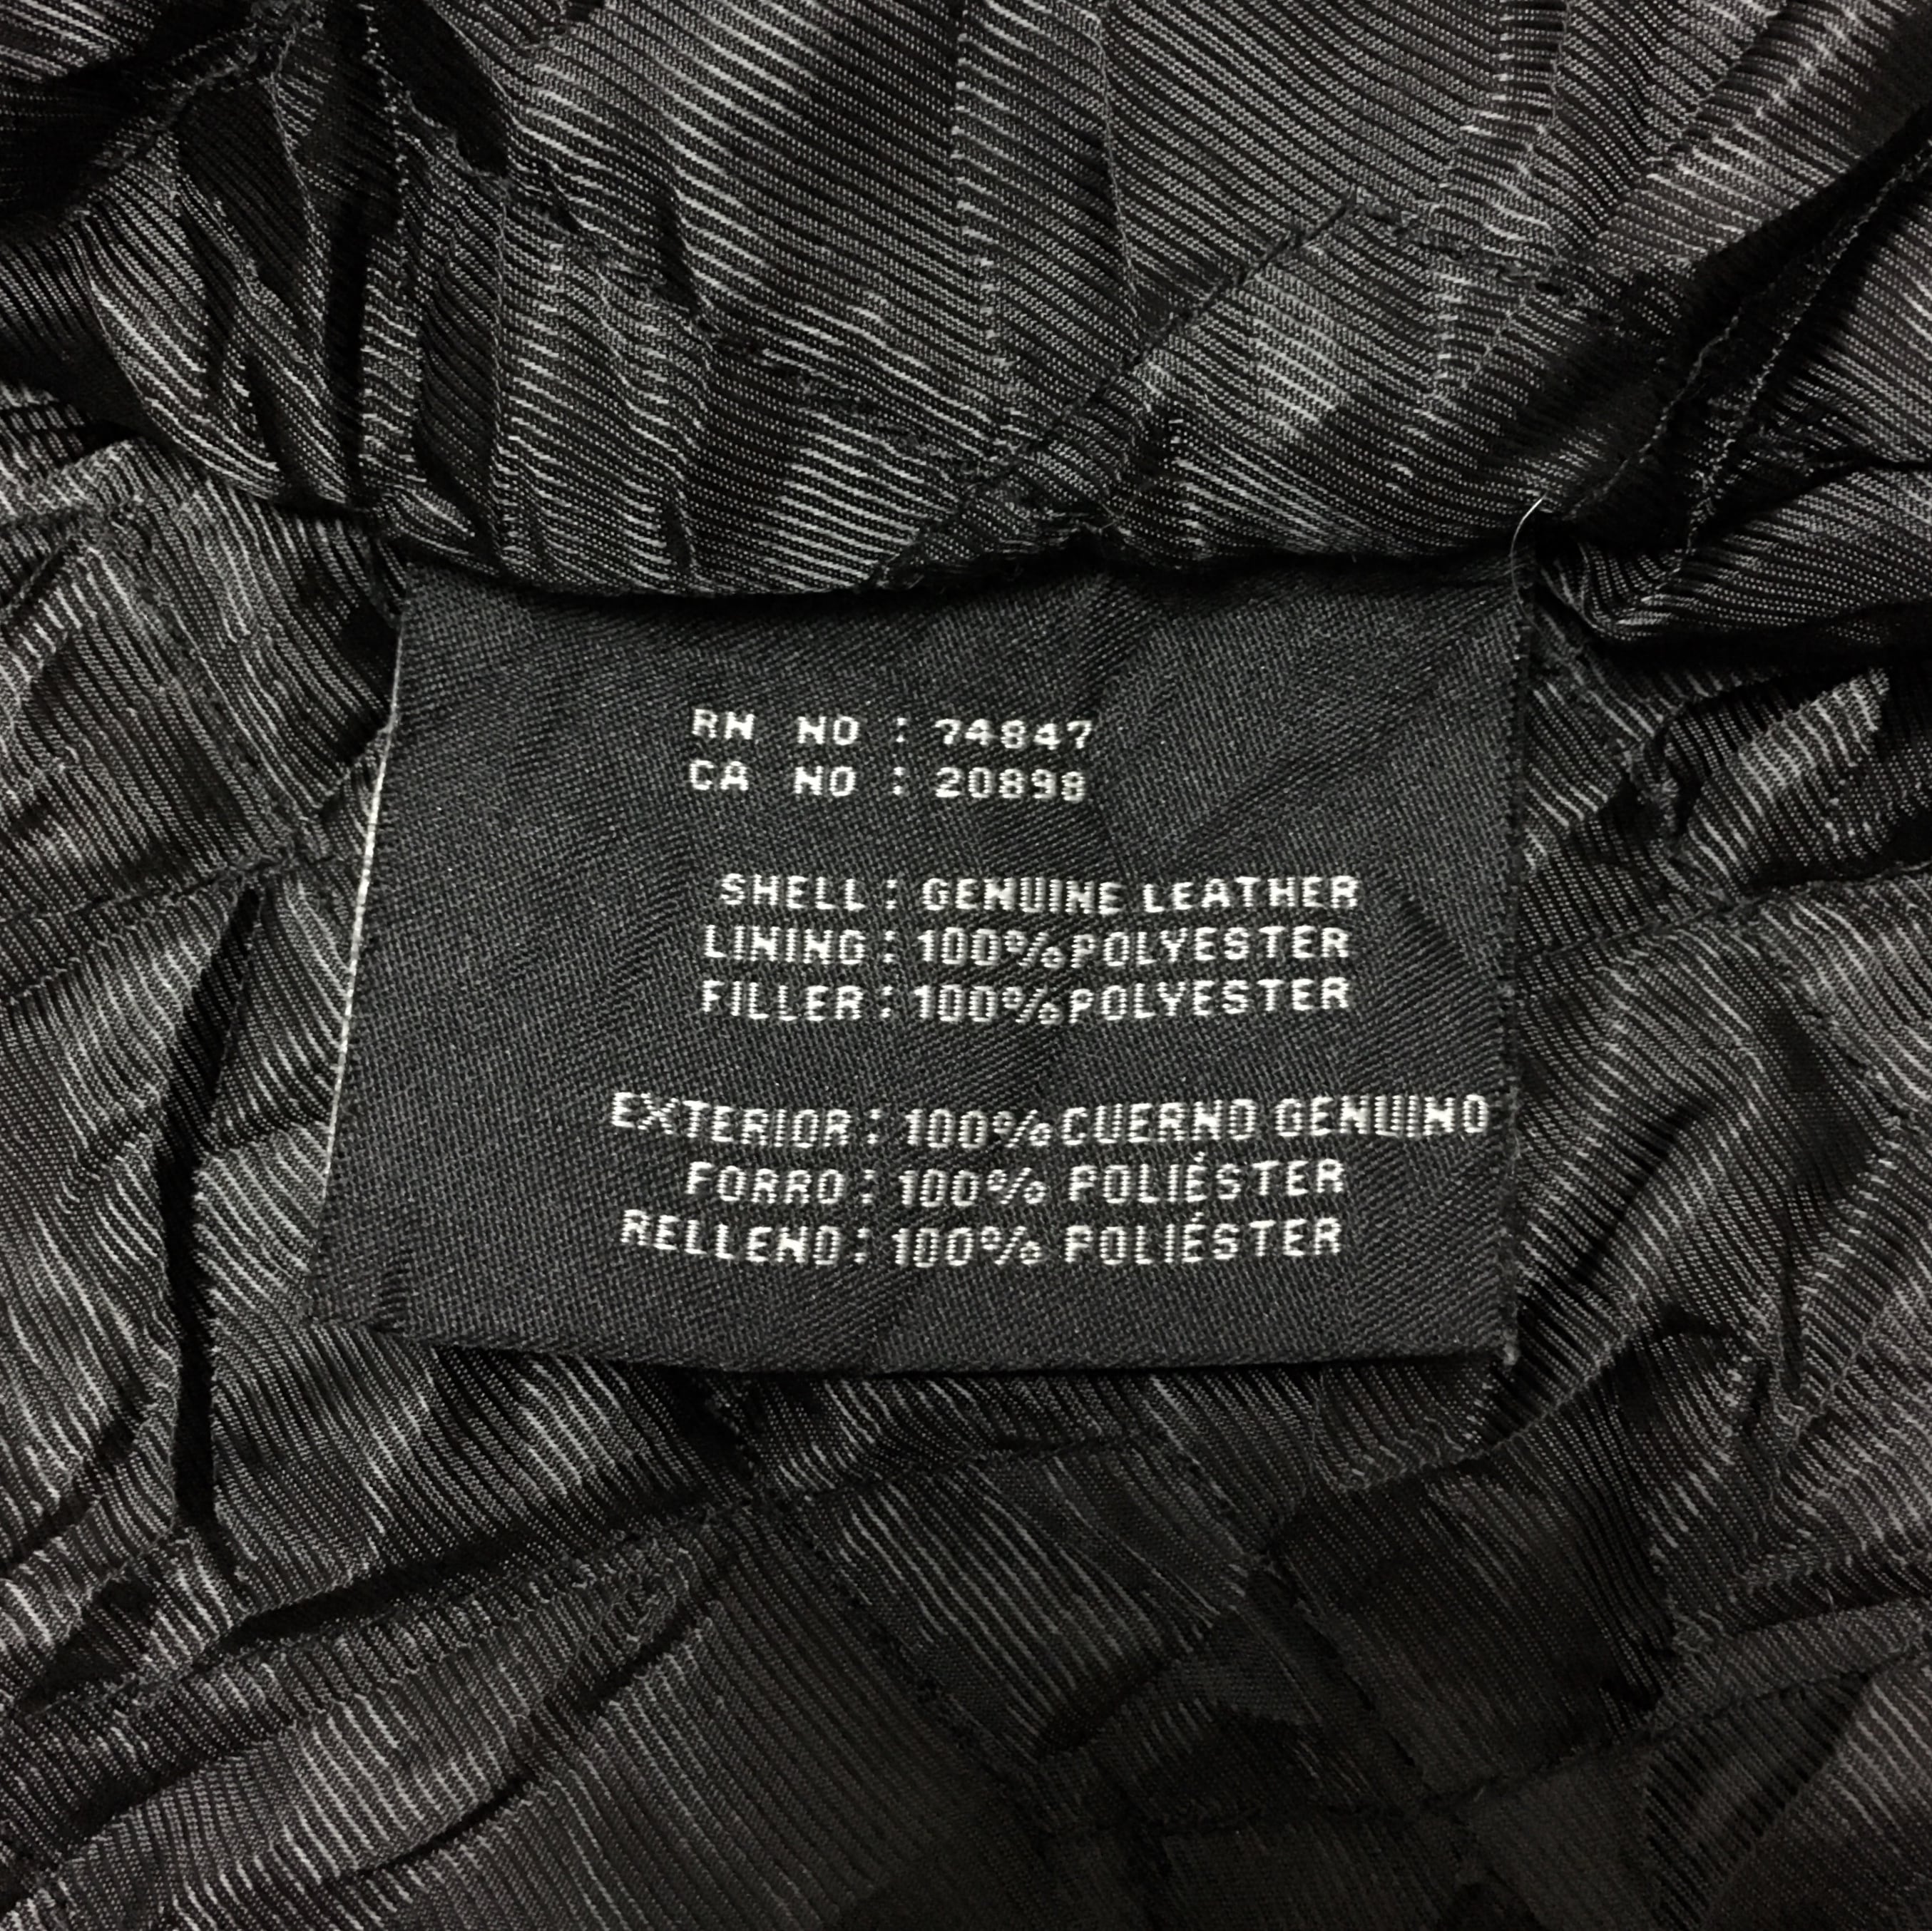 RN NO : 74847
CA NO : 20898
SHELL : GENUINE LEATHER
LINING : 100% POLYESTER
FILLER : 100% POLYESTER
EXTERIOR : 100% CUERNO GENUINO
FORRO : 100% POLIÉSTER
RELLENO : 100% POLIÉSTER